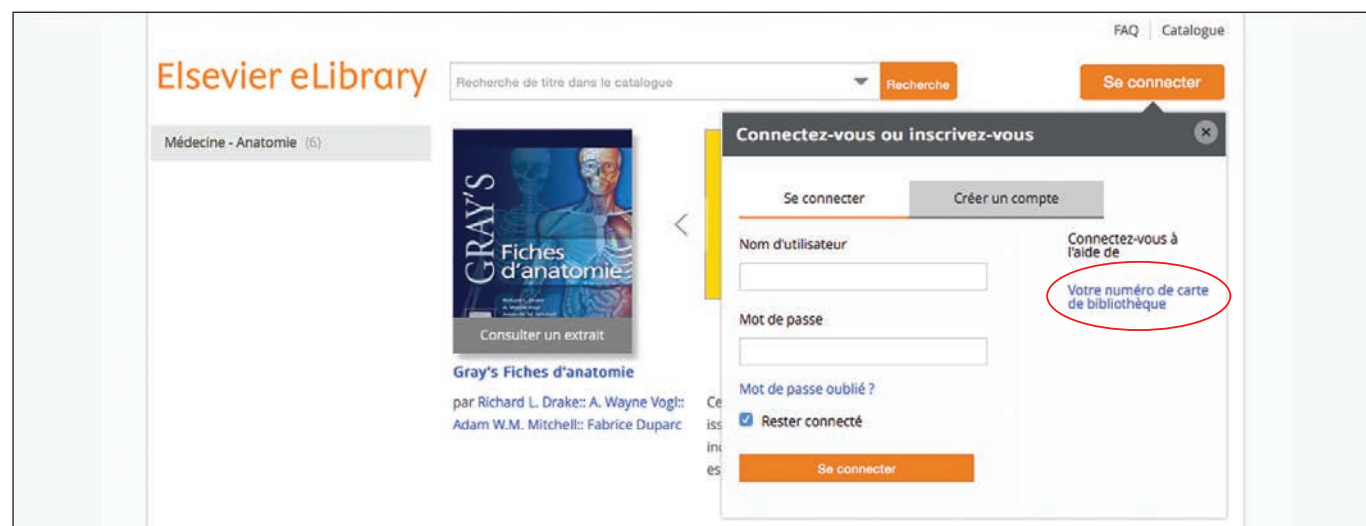 FAQ Catalogue
Elsevier eLibrary
Recherche de titre dans le catalogue
Recherche
Se connecter
Médecine - Anatomie (6)
GRAY'S
Fiches
d'anatomie
Consulter un extrait
Gray's Fiches d'anatomie
par Richard L. Drake:: A. Wayne Vogl::
Adam W.M. Mitchell:: Fabrice Duparc
Ce
iss
es
Connectez-vous ou inscrivez-vous
Se connecter
Créer un compte
Nom d'utilisateur
Mot de passe
Mot de passe oublié ?
Rester connecté
Se connecter
Connectez-vous à
l'aide de
Votre numéro de carte
de bibliothèque